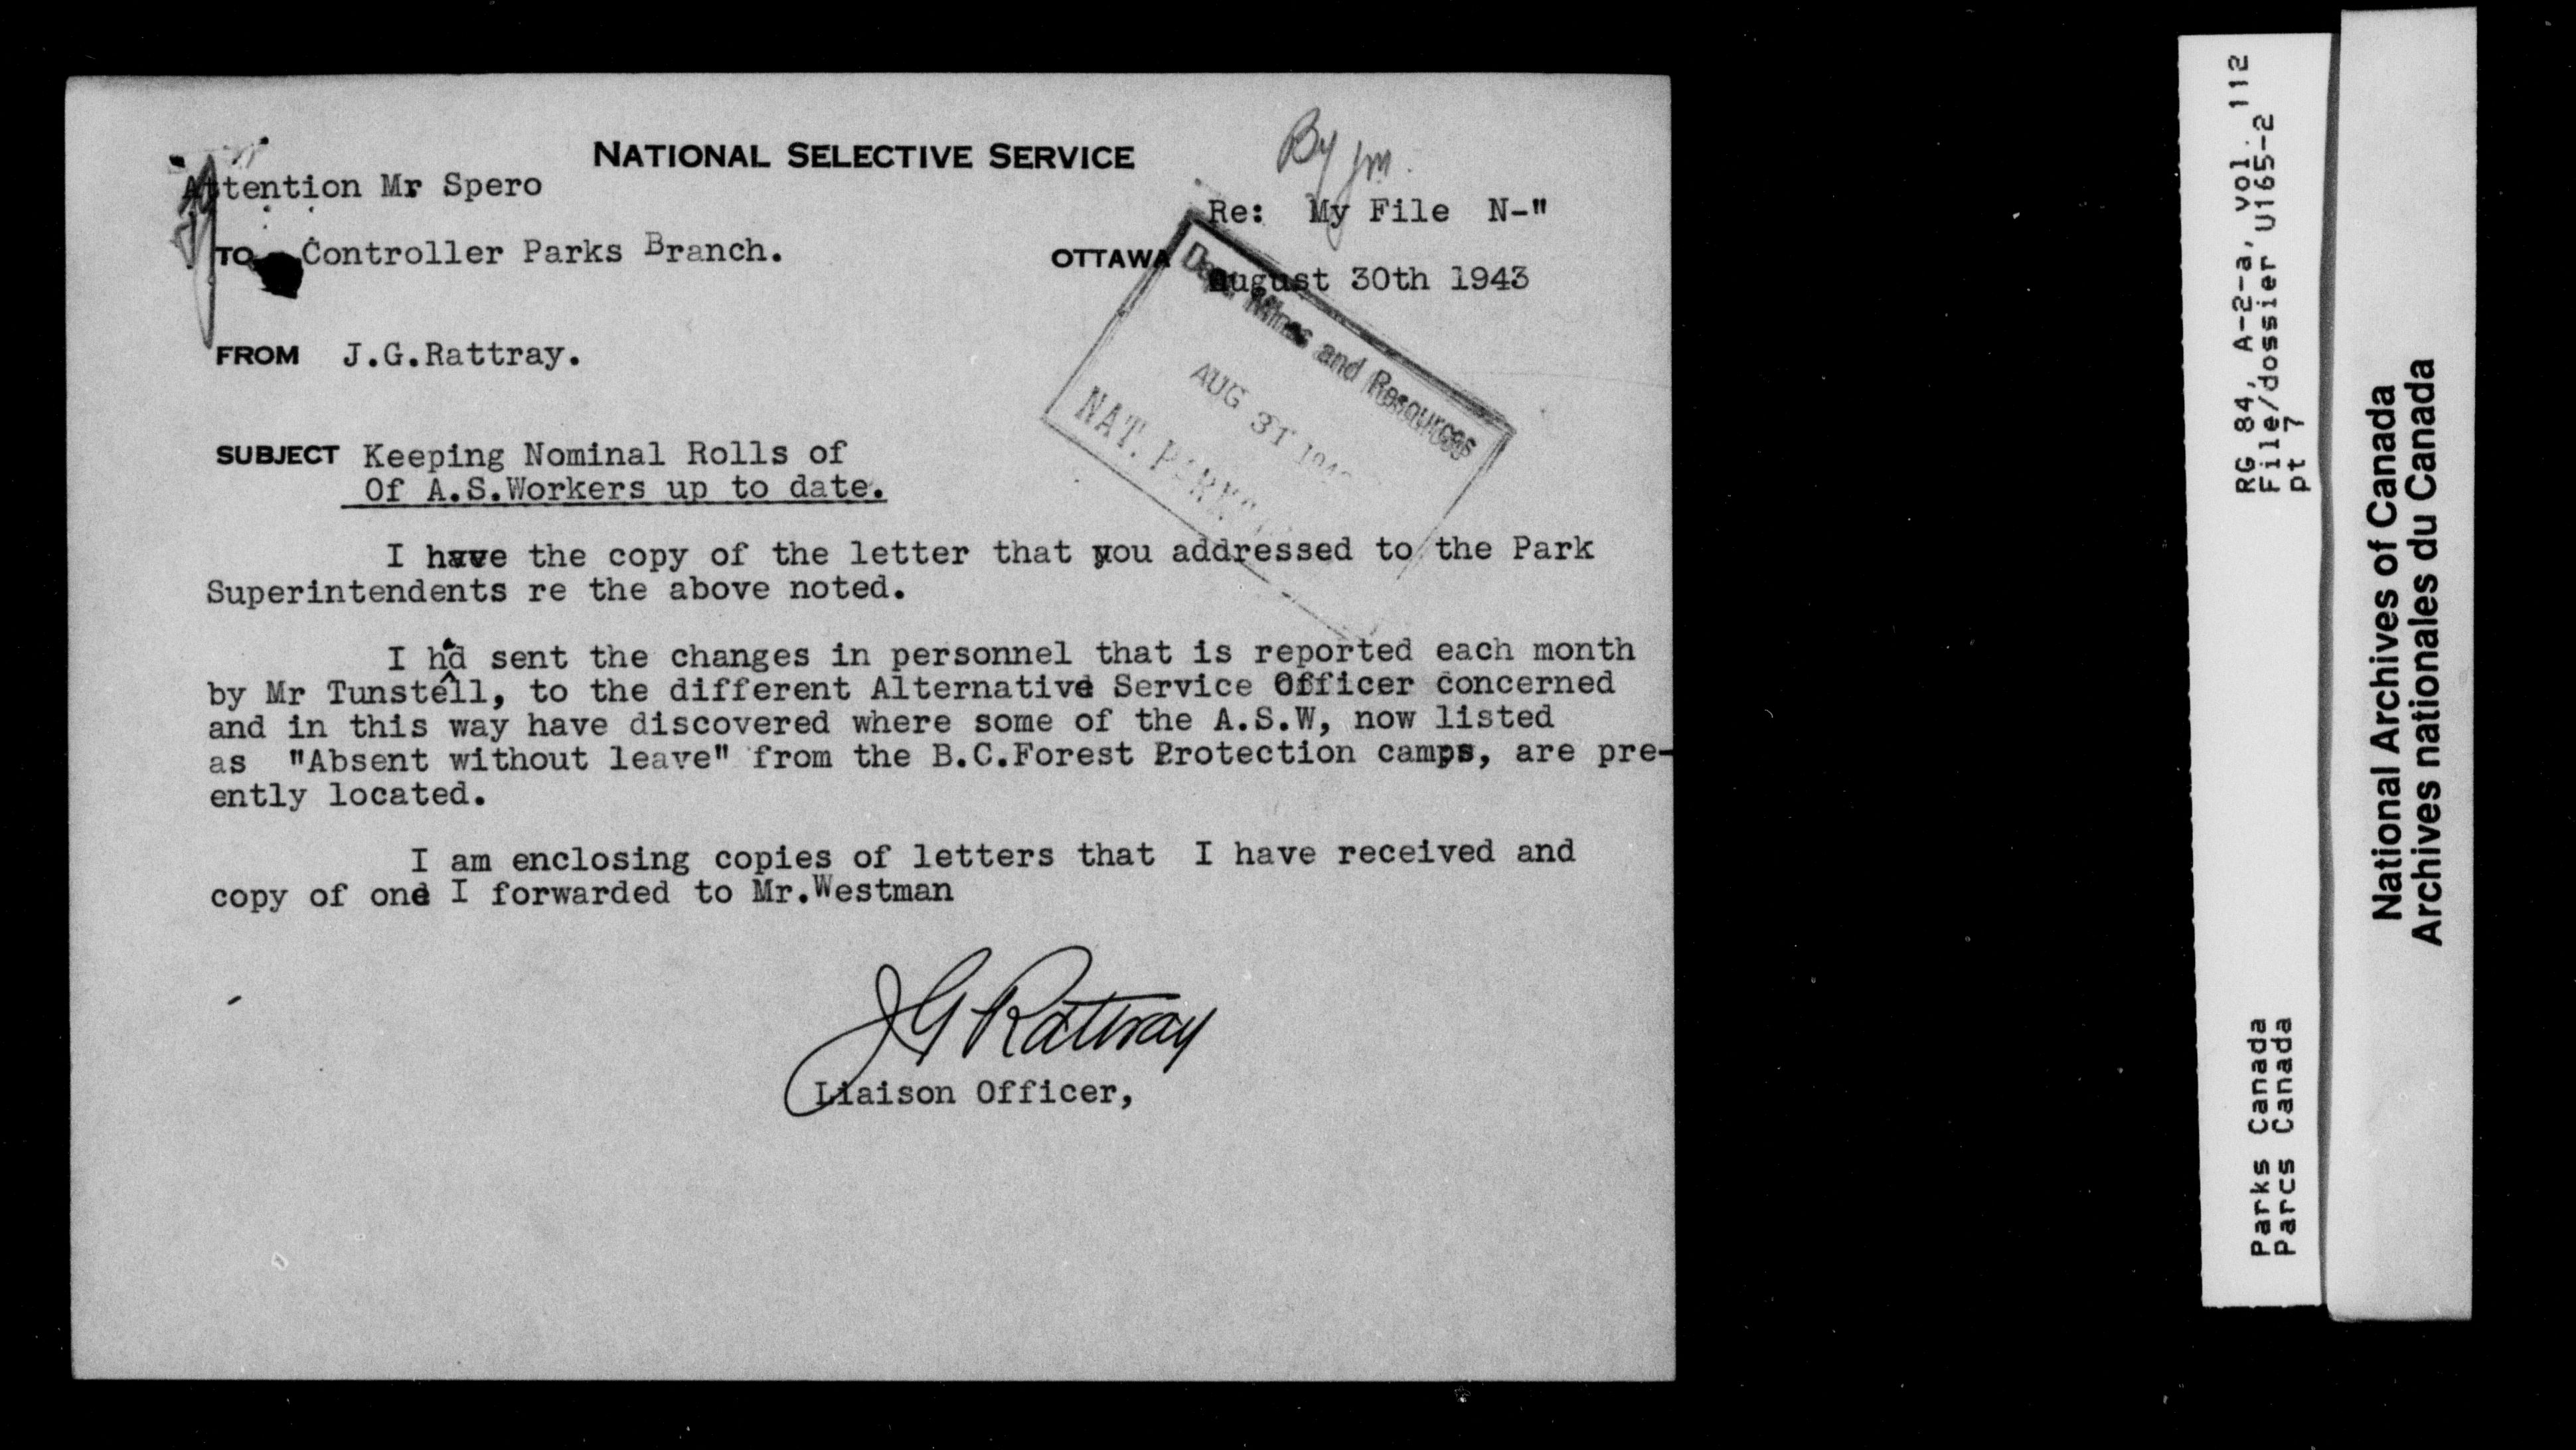 NATIONAL SELECTIVE SERVICE
By
Attention Mr Spero
Re: My File N-"
TO Controller Parks Branch.
OTTAWA August 30th 1943
Dept. Mines and Resources
AUG 31 194
NAT. PARKS
FROM J.G.Rattray.
SUBJECT Keeping Nominal Rolls of
Of A.S.Workers up to date.
I have the copy of the letter that you addressed to the Park
Superintendents re the above noted.
I hd sent the changes in personnel that is reported each month
by Mr Tunstell, to the different Alternative Service Officer concerned
and in this way have discovered where some of the A.S.W, now listed
as "Absent without leave" from the B.C.Forest Protection camps, are pre-
ently located.
I am enclosing copies of letters that I have received and
copy of one I forwarded to Mr.Westman
JG Rattray
Liaison Officer,
RG 84, A-2-a, vol. 112
File/dossier U165-2
pt 7
Parks Canada
Parcs Canada
National Archives of Canada
Archives nationales du Canada